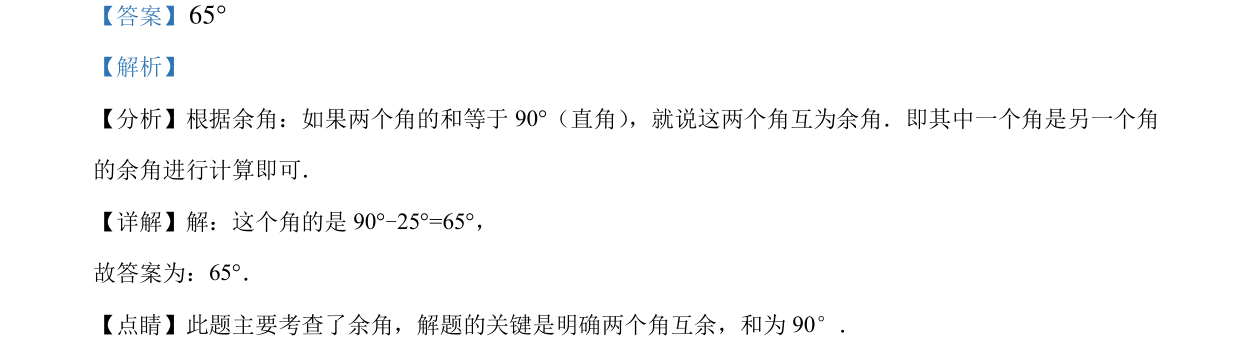 【答案】65°
【解析】
【分析】根据余角：如果两个角的和等于 90°（直角），就说这两个角互为余角．即其中一个角是另一个角
的余角进行计算即可．
【详解】解：这个角的是 90°−25°=65°，
故答案为：65°．
【点睛】此题主要考查了余角，解题的关键是明确两个角互余，和为 90°．